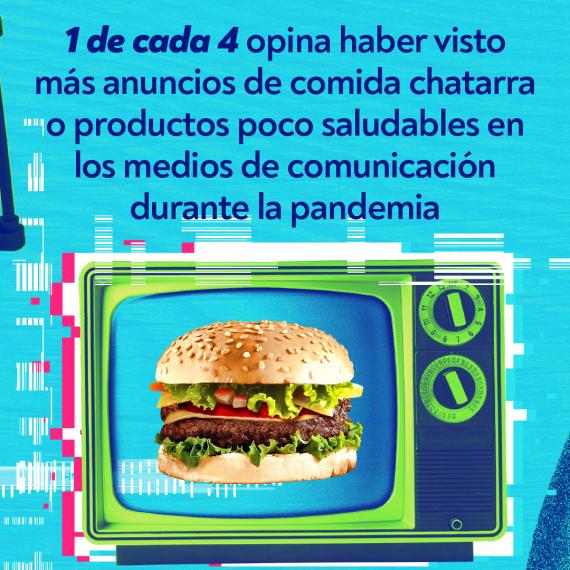 1 de cada 4 opina haber visto
más anuncios de comida chatarra
o productos poco saludables en
los medios de comunicación
durante la pandemia